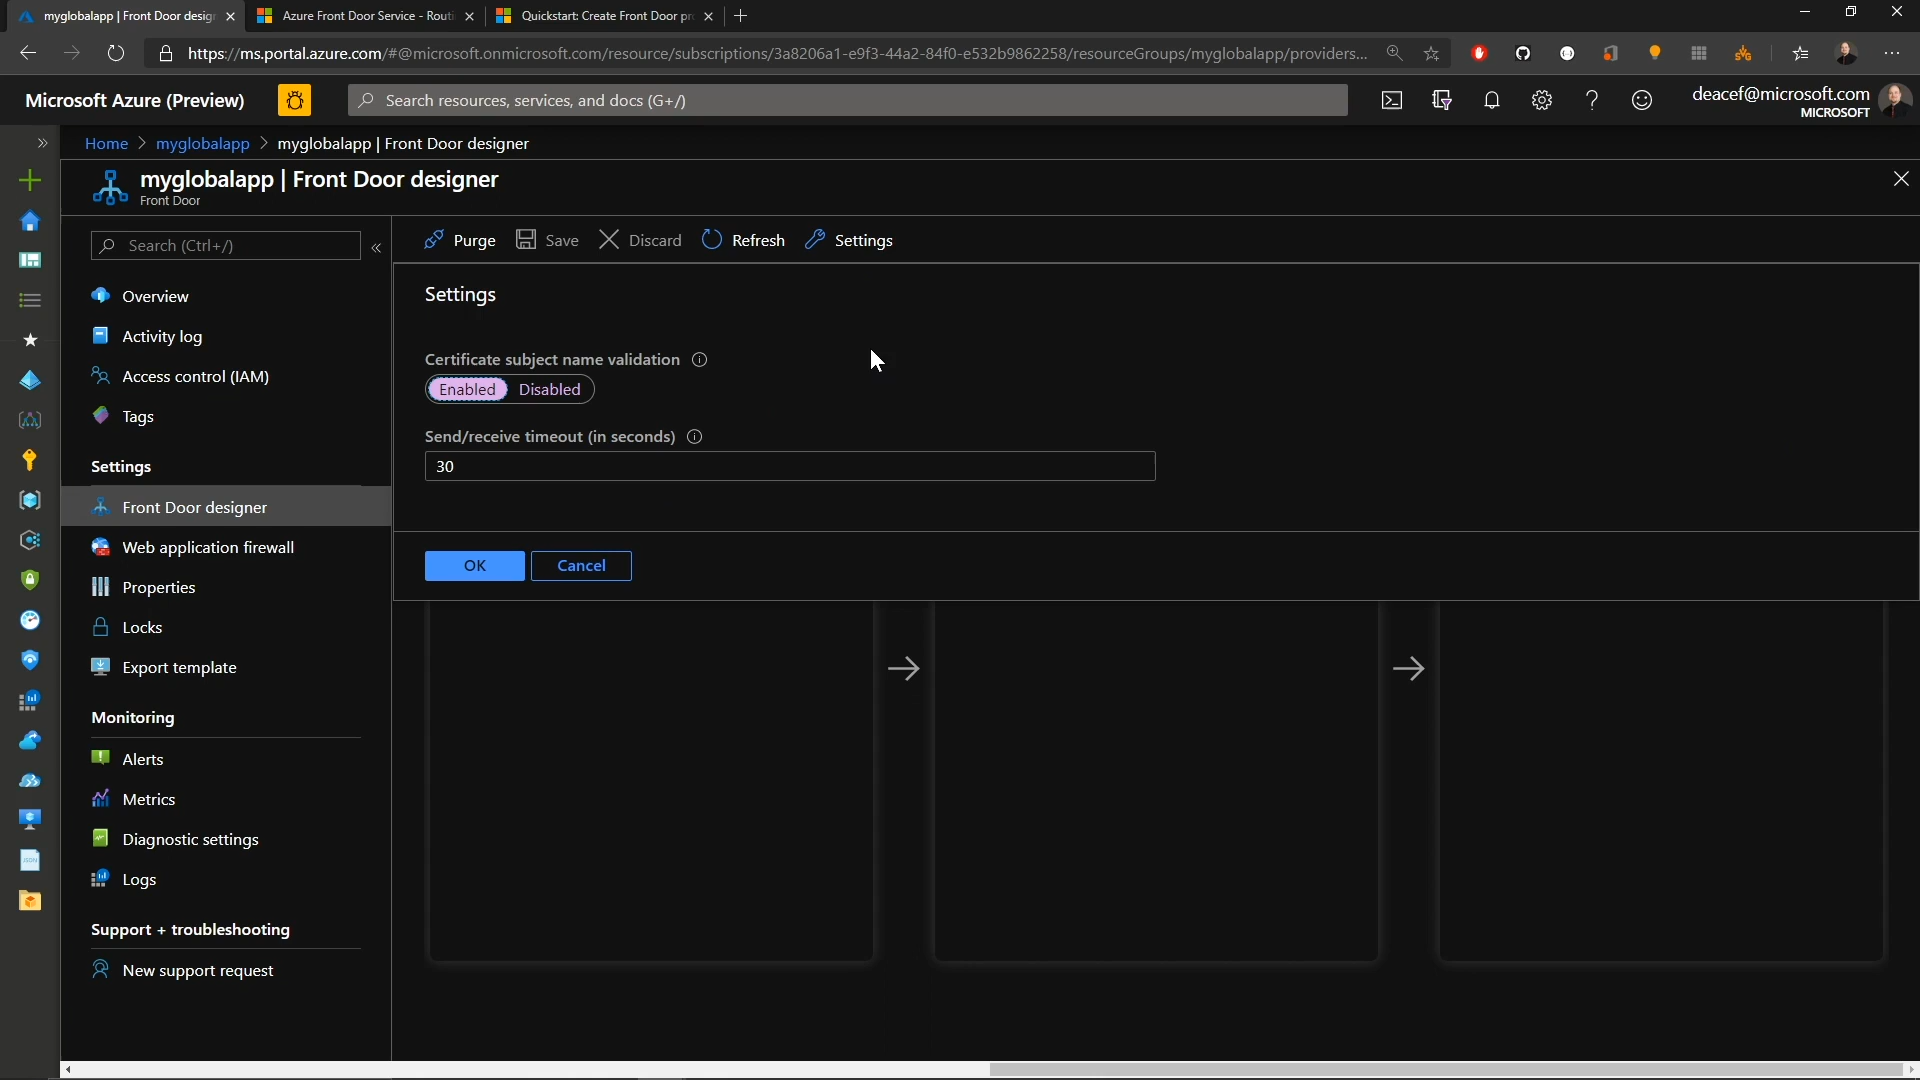 myglobalapp | Front Door desig
Azure Front Door Service - Routi
Quickstart: Create Front Door pr
https://ms.portal.azure.com/#@microsoft.onmicrosoft.com/resource/subscriptions/3a8206a1-e9f3-44a2-84f0-e532b9862258/resourceGroups/myglobalapp/providers...
Microsoft Azure (Preview)
Search resources, services, and docs (G+/)
deacef@microsoft.com
MICROSOFT
Home > myglobalapp > myglobalapp | Front Door designer
myglobalapp | Front Door designer
Front Door
Search (Ctrl+/)
Purge
Save
Discard
Refresh
Settings
Overview
Activity log
Access control (IAM)
Tags
Settings
Front Door designer
Web application firewall
Properties
Locks
Export template
Monitoring
Alerts
Metrics
Diagnostic settings
Logs
Support + troubleshooting
New support request
Settings
Certificate subject name validation
Enabled Disabled
Send/receive timeout (in seconds)
30
OK
Cancel